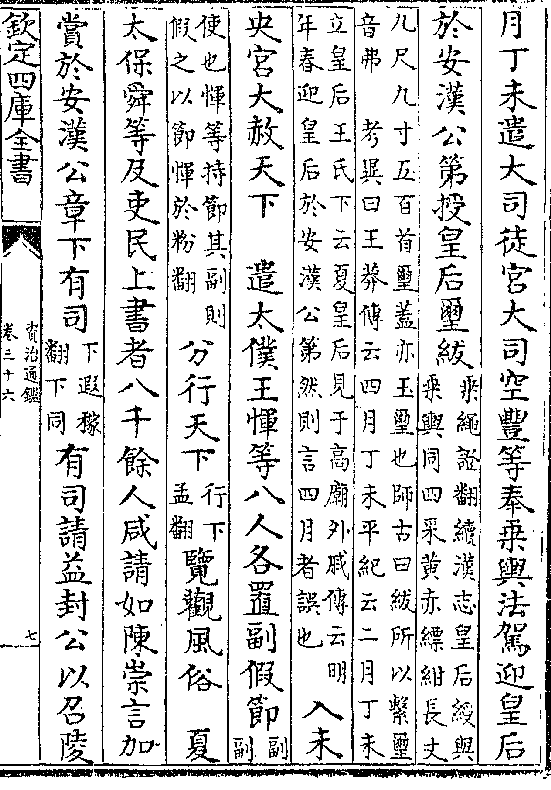 月丁未遣大司徒宮大司空豐等奉乗輿法駕迎皇后
於安漢公第授皇后璽紱
乗繩證翻續漢志皇后綬與
乗輿同四采黃赤縹紺長丈
九尺九寸五百首璽蓋亦玉璽也師古曰紱所以繫璽
音弗　考異曰王莽傳云四月丁未平紀云二月丁未
立皇后王氏下云夏皇后見于高廟外戚傳云明
年春迎皇后於安漢公第然則言四月者誤也
入未
央宮大赦天下　遣太僕王惲等八人各置副假節
副
副
使也惲等持節其副則
假之以節惲於粉翻
分行天下
行下
孟翻
覽觀風俗　夏
太保舜等及吏民上書者八千餘人咸請如陳崇言加
賞於安漢公章下有司
下遐稼
翻下同
有司請益封公以召陵
欽定四庫全書
資治通鑑
卷三十六
七